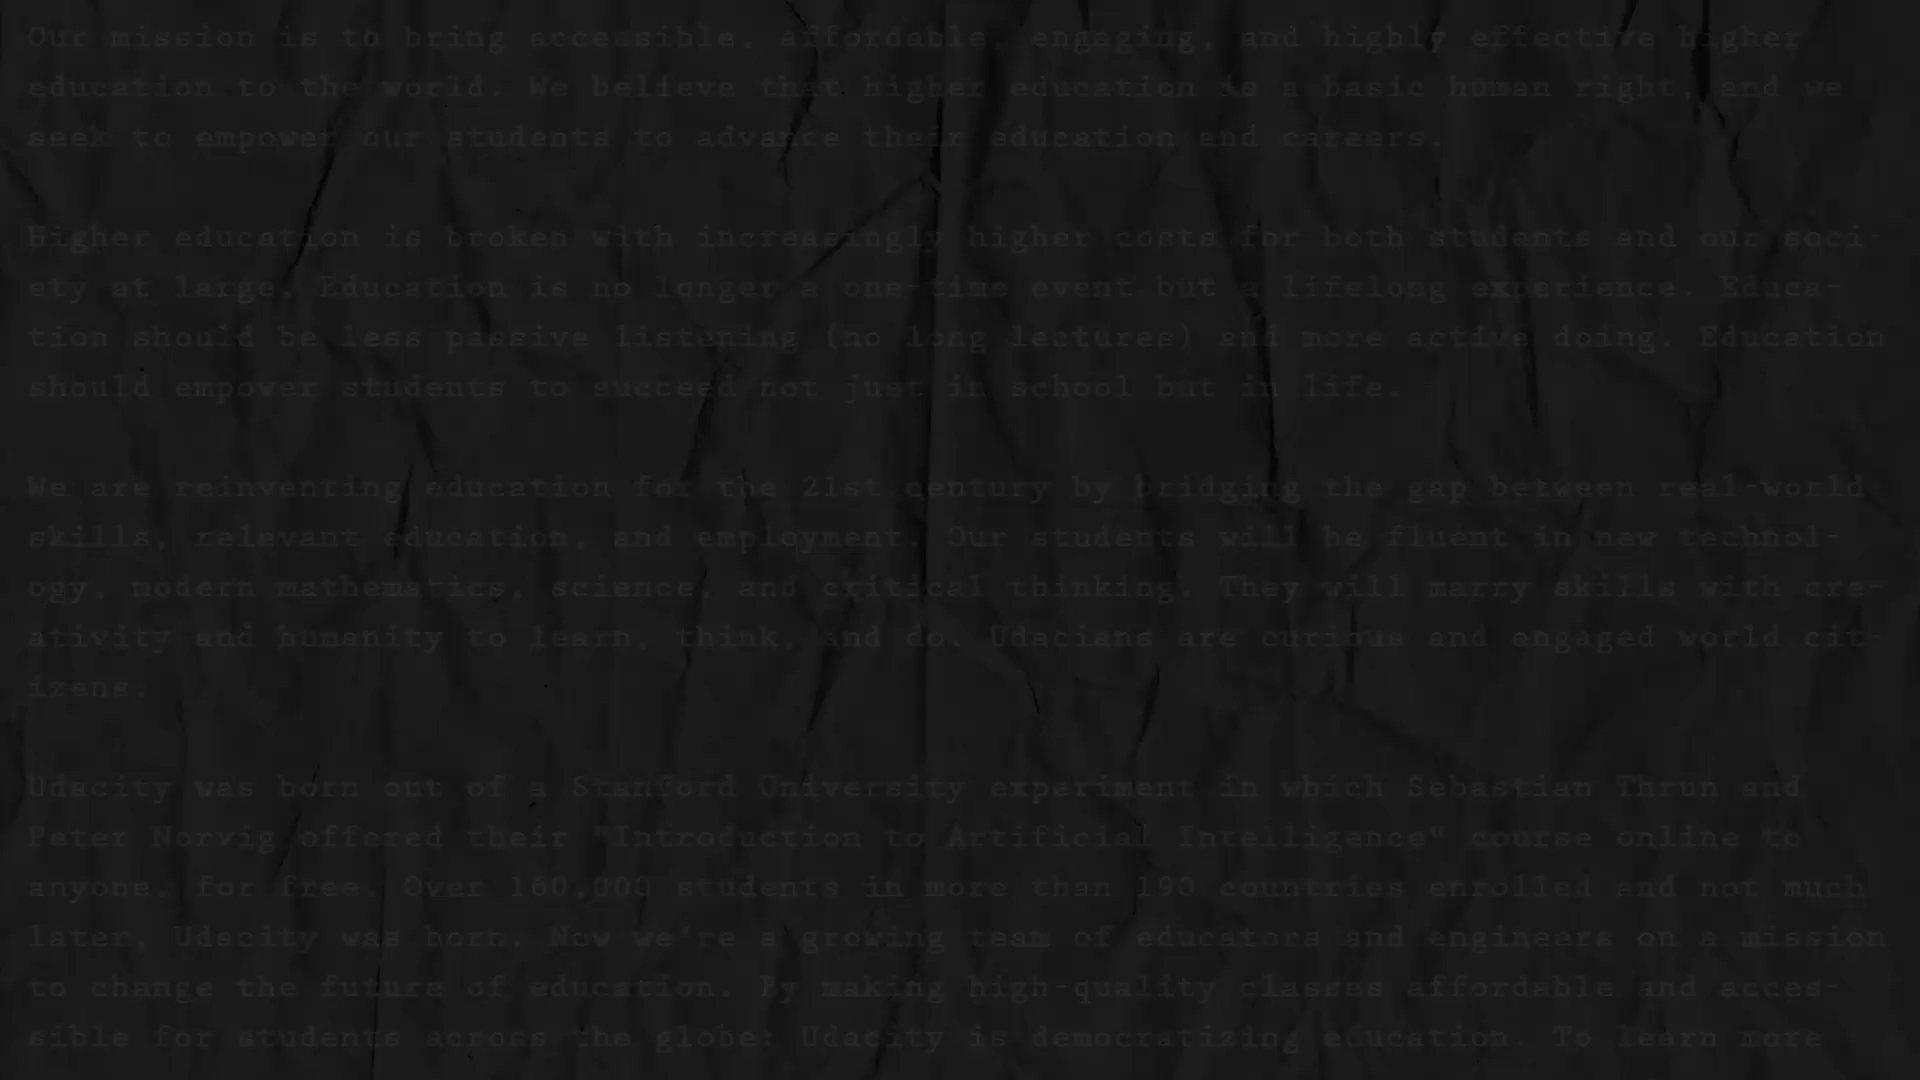 Our mission is to bring accessible, affordable, engaging, and highly effective higher
education to the world. We believe that higher education is a basic human right, and we
seek to empower our students to advance their education and careers.
Higher education is broken with increasingly higher costs for both students and our soci-
ety at large. Education is no longer a one-time event but a lifelong experience. Educa-
tion should be less passive listening (no long lectures) and more active doing. Education
should empower students to succeed not just in school but in life.
We are reinventing education for the 21st century by bridging the gap between real-world
skills, relevant education, and employment. Our students will be fluent in new technol-
ogy, modern mathematics, science, and critical thinking. They will marry skills with cre-
ativity and humanity to learn, think, and do. Udacians are curious and engaged world cit-
izens.
Udacity was born out of a Stanford University experiment in which Sebastian Thrun and
Peter Norvig offered their "Introduction to Artificial Intelligence" course online to
anyone, for free. Over 160,000 students in more than 190 countries enrolled and not much
later, Udacity was born. Now we're a growing team of educators and engineers on a mission
to change the future of education. By making high-quality classes affordable and acces-
sible for students across the globe: Udacity is democratizing education. To learn more